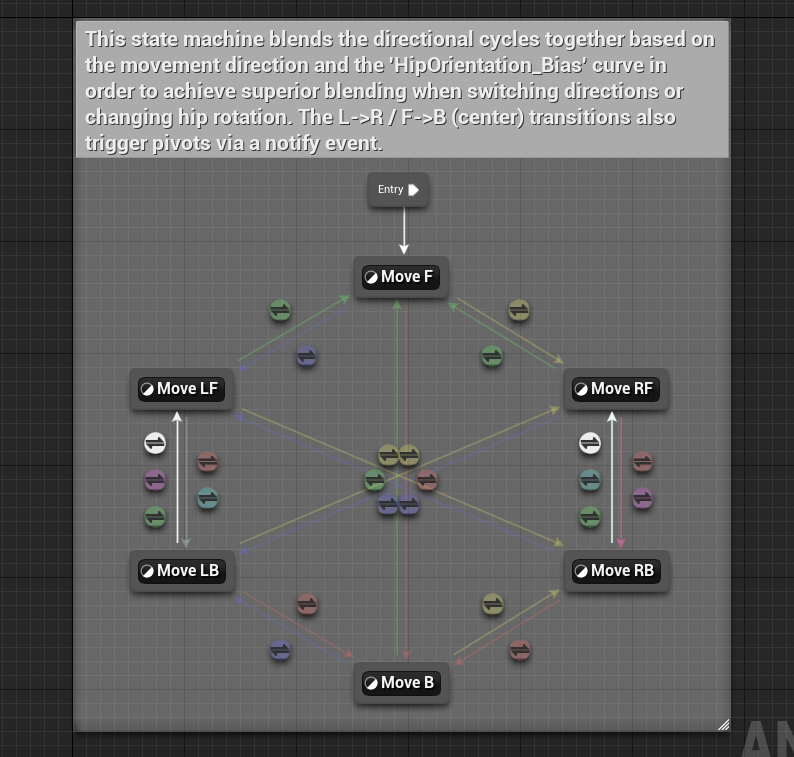 This state machine blends the directional cycles together based on
the movement direction and the 'HipOrientation_Bias' curve in
order to achieve superior blending when switching directions or
changing hip rotation. The L->R / F->B (center) transitions also
trigger pivots via a notify event.
Entry
Move F
Move LF
Move RF
Move LB
Move RB
Move B
AN